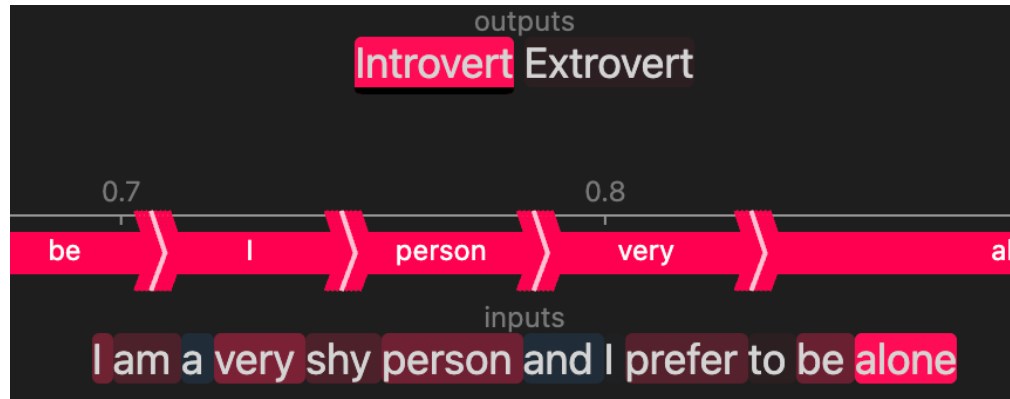 outputs
Introvert Extrovert
0.7 0.8
be I person very al
inputs
I am a very shy person and I prefer to be alone